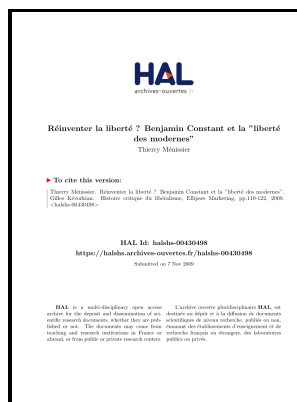 HAL
archives-ouvertes.fr
Réinventer la liberté ? Benjamin Constant et la "liberté
des modernes"
Thierry Ménissier
▶ To cite this version:
Thierry Ménissier. Réinventer la liberté ? Benjamin Constant et la "liberté des modernes".
Gilles Kévorkian. Histoire critique du libéralisme, Ellipses Marketing, pp.110-122, 2009.
<halshs-00430498>
HAL Id: halshs-00430498
https://halshs.archives-ouvertes.fr/halshs-00430498
Submitted on 7 Nov 2009
HAL is a multi-disciplinary open access
archive for the deposit and dissemination of sci-
entific research documents, whether they are pub-
lished or not. The documents may come from
teaching and research institutions in France or
abroad, or from public or private research centers.
L'archive ouverte pluridisciplinaire HAL, est
destinée au dépôt et à la diffusion de documents
scientifiques de niveau recherche, publiés ou non,
émanant des établissements d'enseignement et de
recherche français ou étrangers, des laboratoires
publics ou privés.